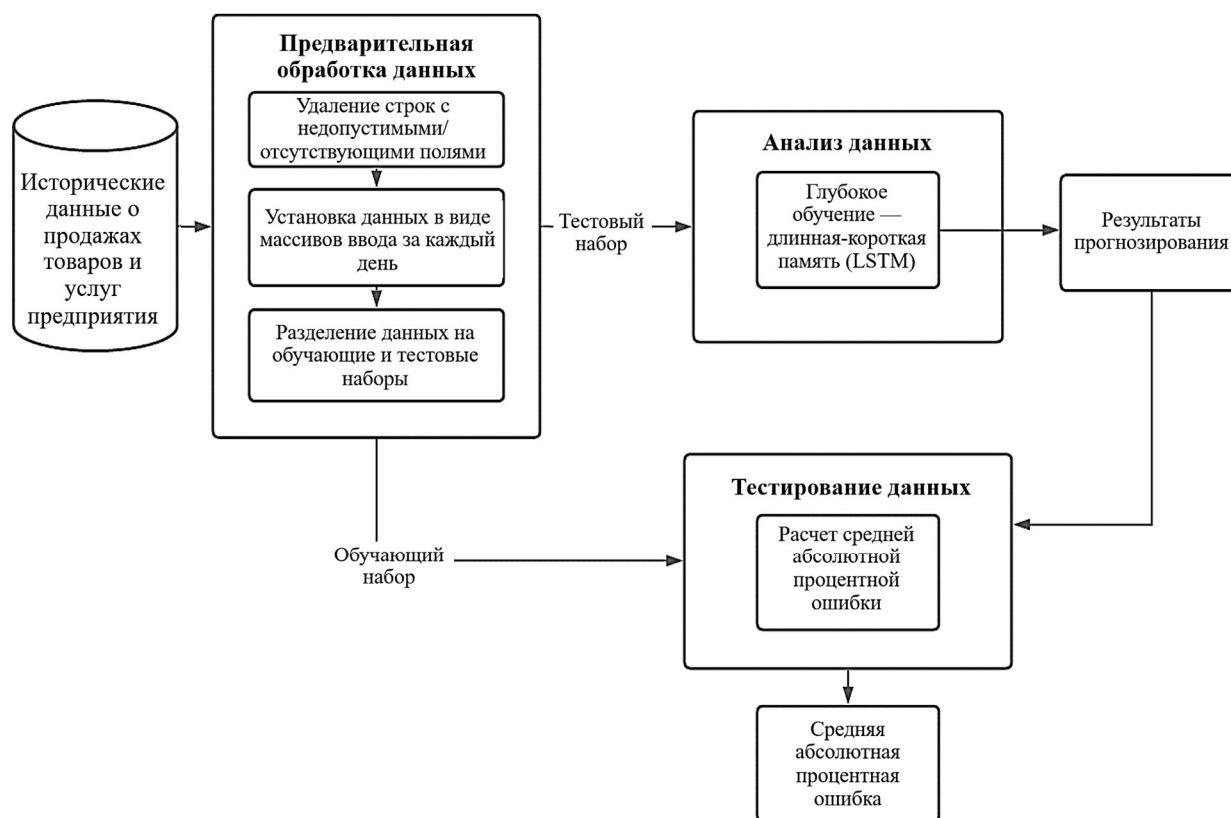 Исторические
данные о
продажах
товаров и
услуг
предприятия
Предварительная
обработка данных
Удаление строк с
недопустимыми/
отсутствующими полями
Установка данных в виде
массивов ввода за каждый
день
Разделение данных на
обучающие и тестовые
наборы
Тестовый
набор
Анализ данных
Глубокое
обучение —
длинная-короткая
память (LSTM)
Результаты
прогнозирования
Обучающий
набор
Тестирование данных
Расчет средней
абсолютной
процентной
ошибки
Средняя
абсолютная
процентная
ошибка